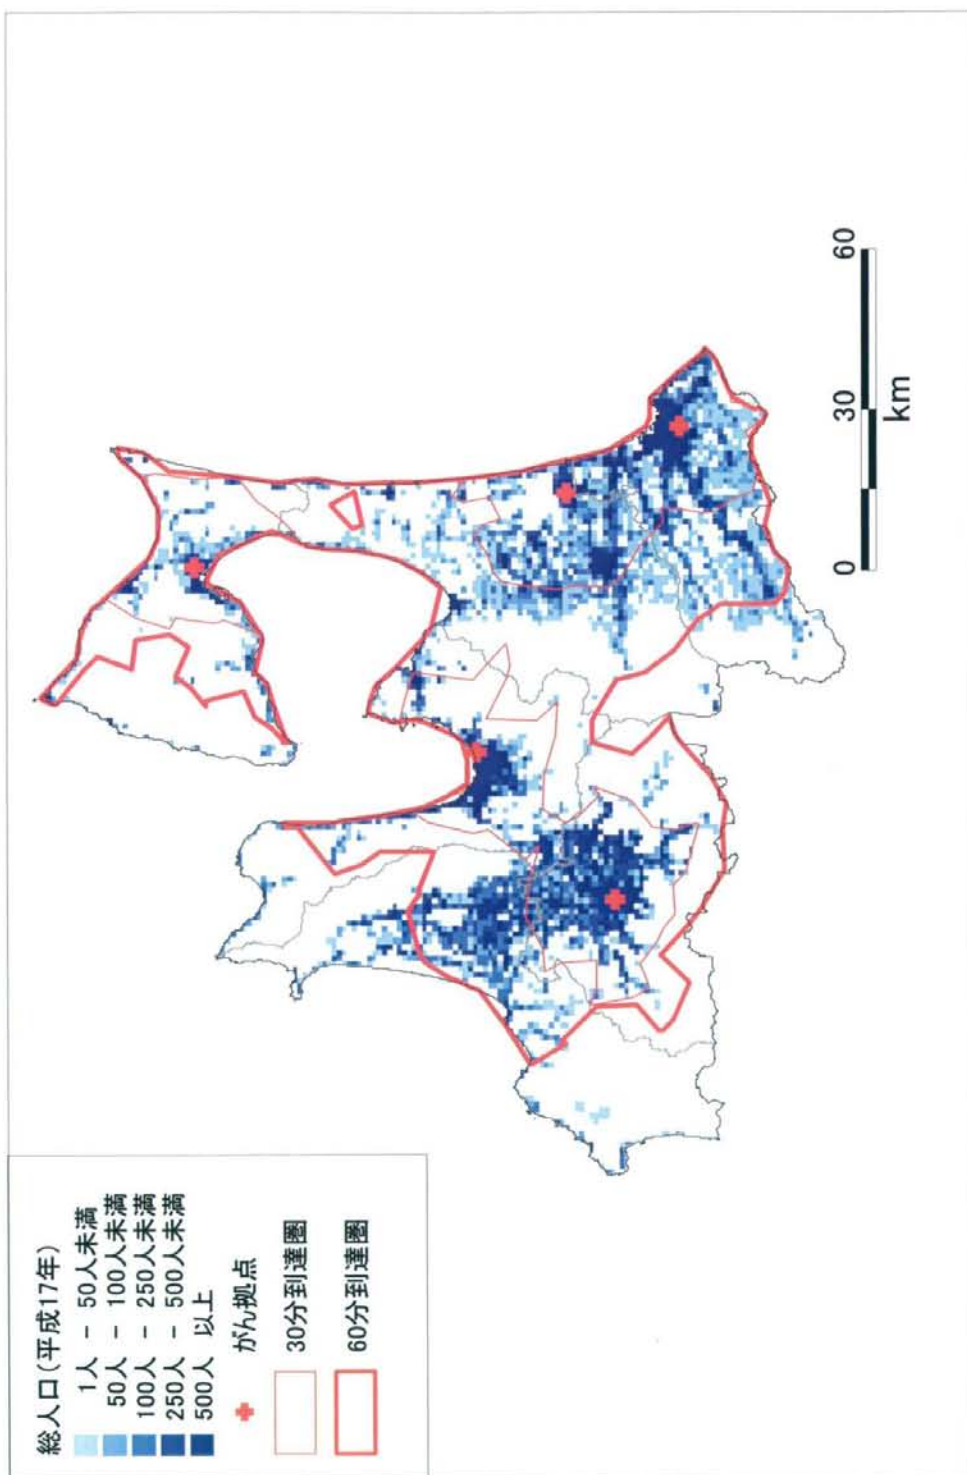 総人口(平成17年)
1人 - 50人未満
50人 - 100人未満
100人 - 250人未満
250人 - 500人未満
500人 以上
がん拠点
30分到達圏
60分到達圏
0 30 60
km